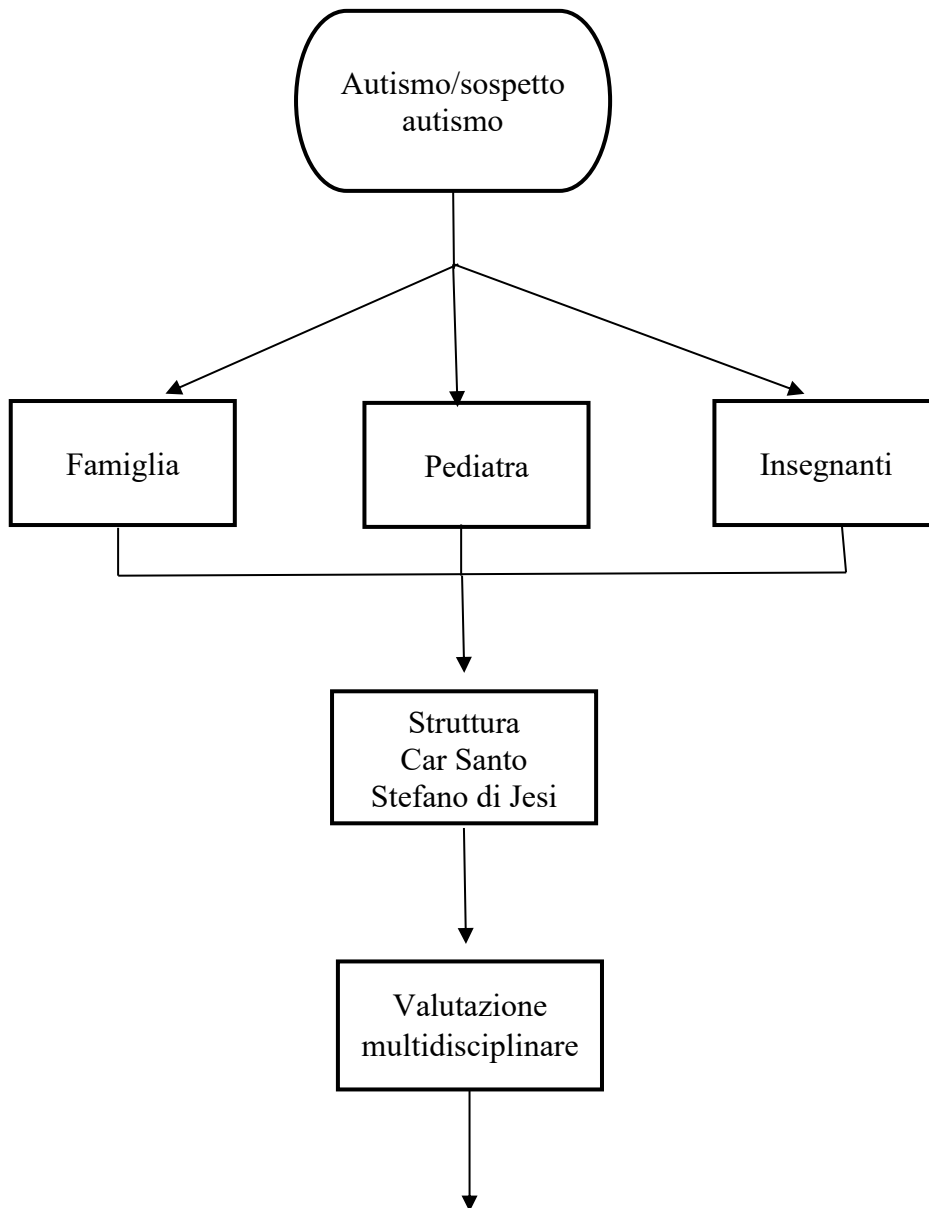 Autismo/sospetto
autismo
Famiglia
Pediatra
Insegnanti
Struttura
Car Santo
Stefano di Jesi
Valutazione
multidisciplinare